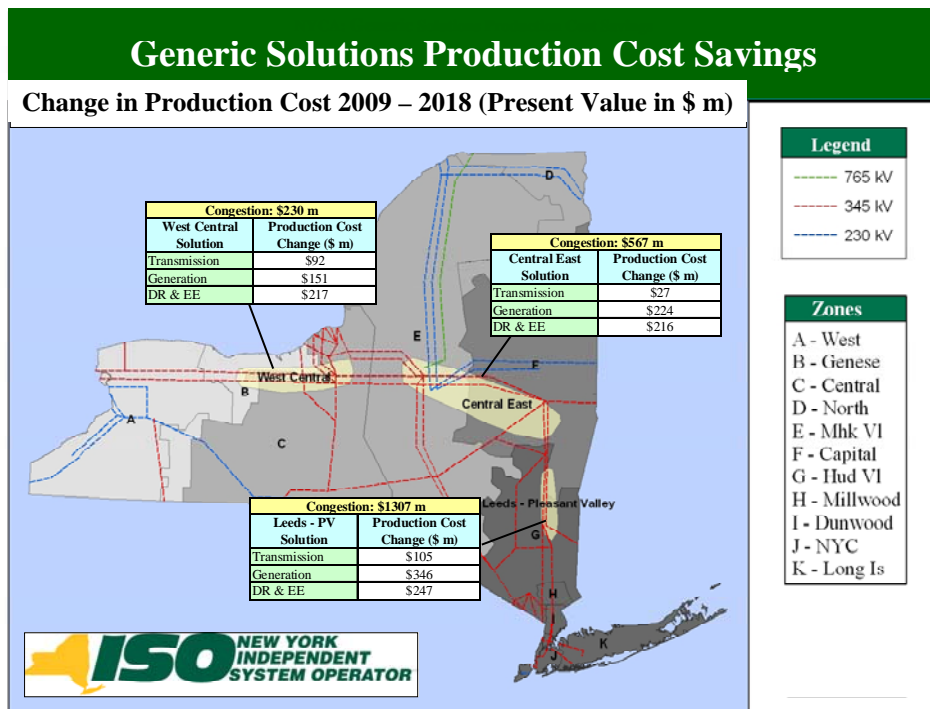 Generic Solutions Production Cost Savings
Change in Production Cost 2009 – 2018 (Present Value in $ m)
Legend
765 kV
345 kV
230 kV
D
Congestion: $230 m
West Central Solution Production Cost Change ($ m)
Transmission $92
Generation $151
DR & EE $217
Congestion: $567 m
Central East Solution Production Cost Change ($ m)
Transmission $27
Generation $224
DR & EE $216
Zones
A - West
B - Genese
C - Central
D - North
E - Mhk Vl
F - Capital
G - Hud Vl
H - Millwood
I - Dunwood
J - NYC
K - Long Is
E
F
West Central
B
Central East
A
C
Leeds - Pleasant Valley
Congestion: $1307 m
Leeds - PV Solution Production Cost Change ($ m)
Transmission $105
Generation $346
DR & EE $247
G
H
I
J
K
ISO NEW YORK
INDEPENDENT
SYSTEM OPERATOR